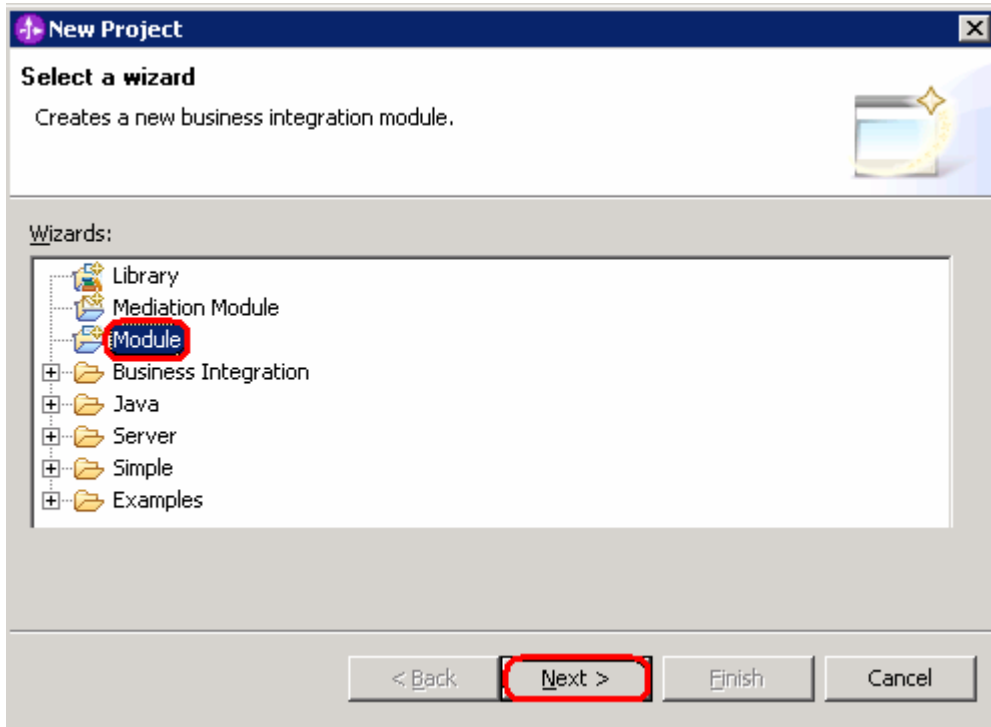 New Project
Select a wizard
Creates a new business integration module.
Wizards:
Library
Mediation Module
Module
Business Integration
Java
Server
Simple
Examples
< Back
Next >
Finish
Cancel